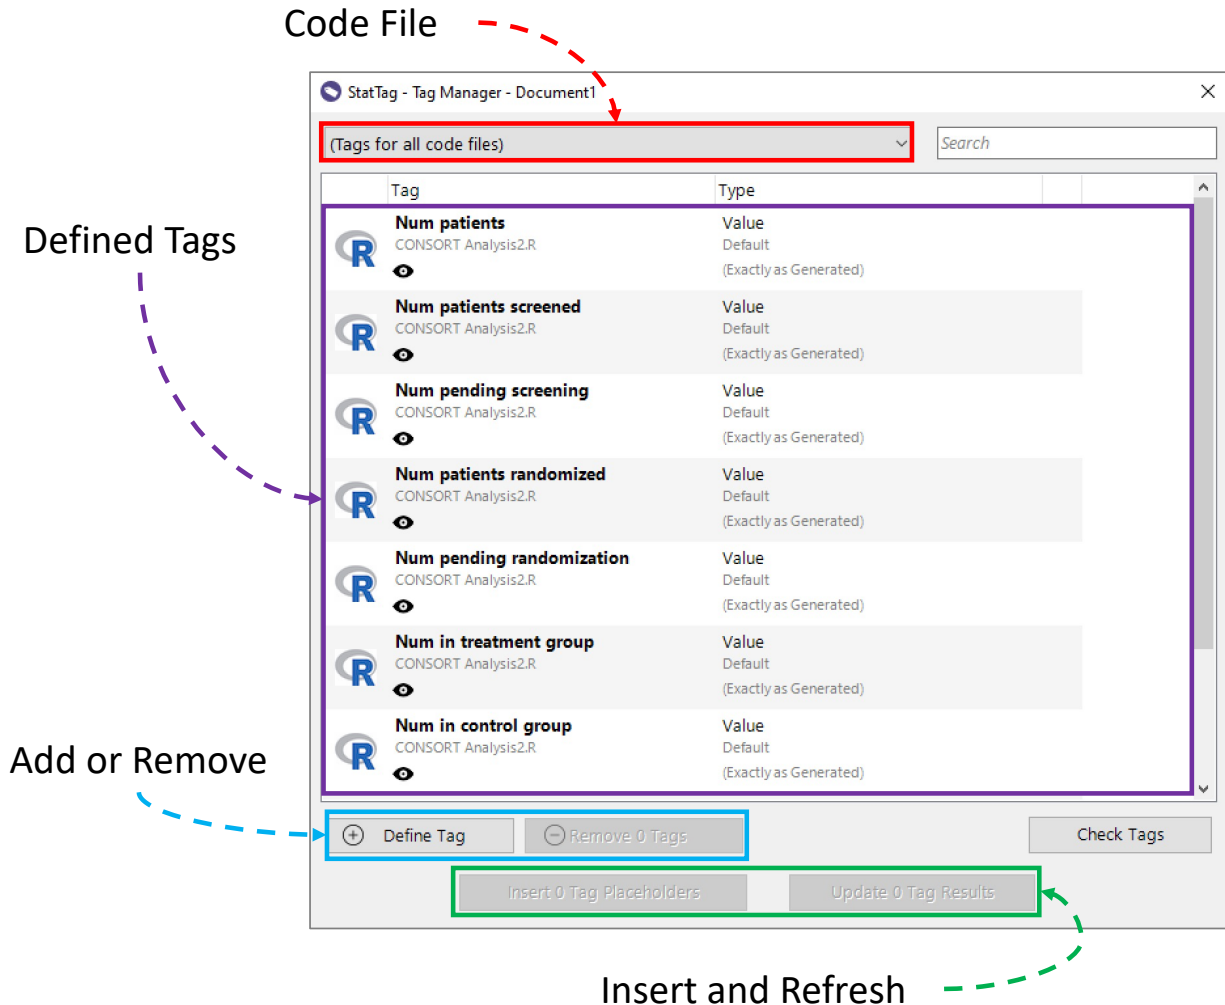 Code File
StatTag - Tag Manager - Document1
(Tags for all code files)
Search
Tag Type
Defined Tags
Num patients Value
CONSORT Analysis2.R Default
(Exactly as Generated)
Num patients screened Value
CONSORT Analysis2.R Default
(Exactly as Generated)
Num pending screening Value
CONSORT Analysis2.R Default
(Exactly as Generated)
Num patients randomized Value
CONSORT Analysis2.R Default
(Exactly as Generated)
Num pending randomization Value
CONSORT Analysis2.R Default
(Exactly as Generated)
Num in treatment group Value
CONSORT Analysis2.R Default
(Exactly as Generated)
Num in control group Value
CONSORT Analysis2.R Default
(Exactly as Generated)
Add or Remove
Define Tag Remove 0 Tags Check Tags
Insert 0 Tag Placeholders Update 0 Tag Results
Insert and Refresh